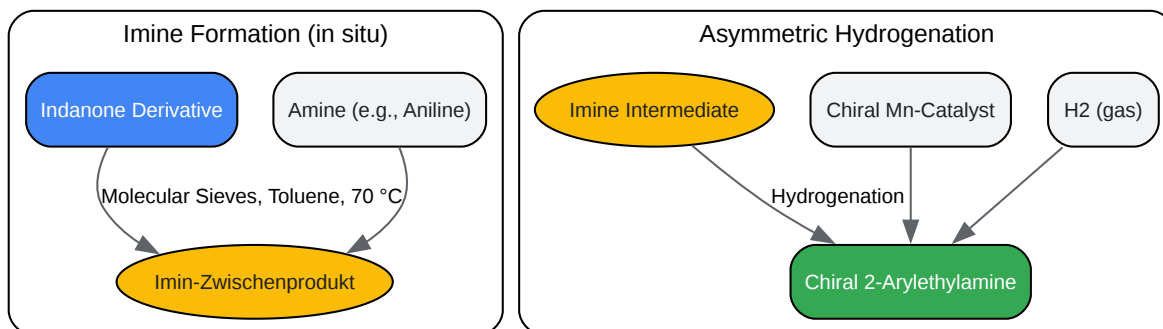 Imine Formation (in situ)
Indanone Derivative
Amine (e.g., Aniline)
Molecular Sieves, Toluene, 70 °C
Imin-Zwischenprodukt
Asymmetric Hydrogenation
Imine Intermediate
Chiral Mn-Catalyst
H2 (gas)
Hydrogenation
Chiral 2-Arylethylamine